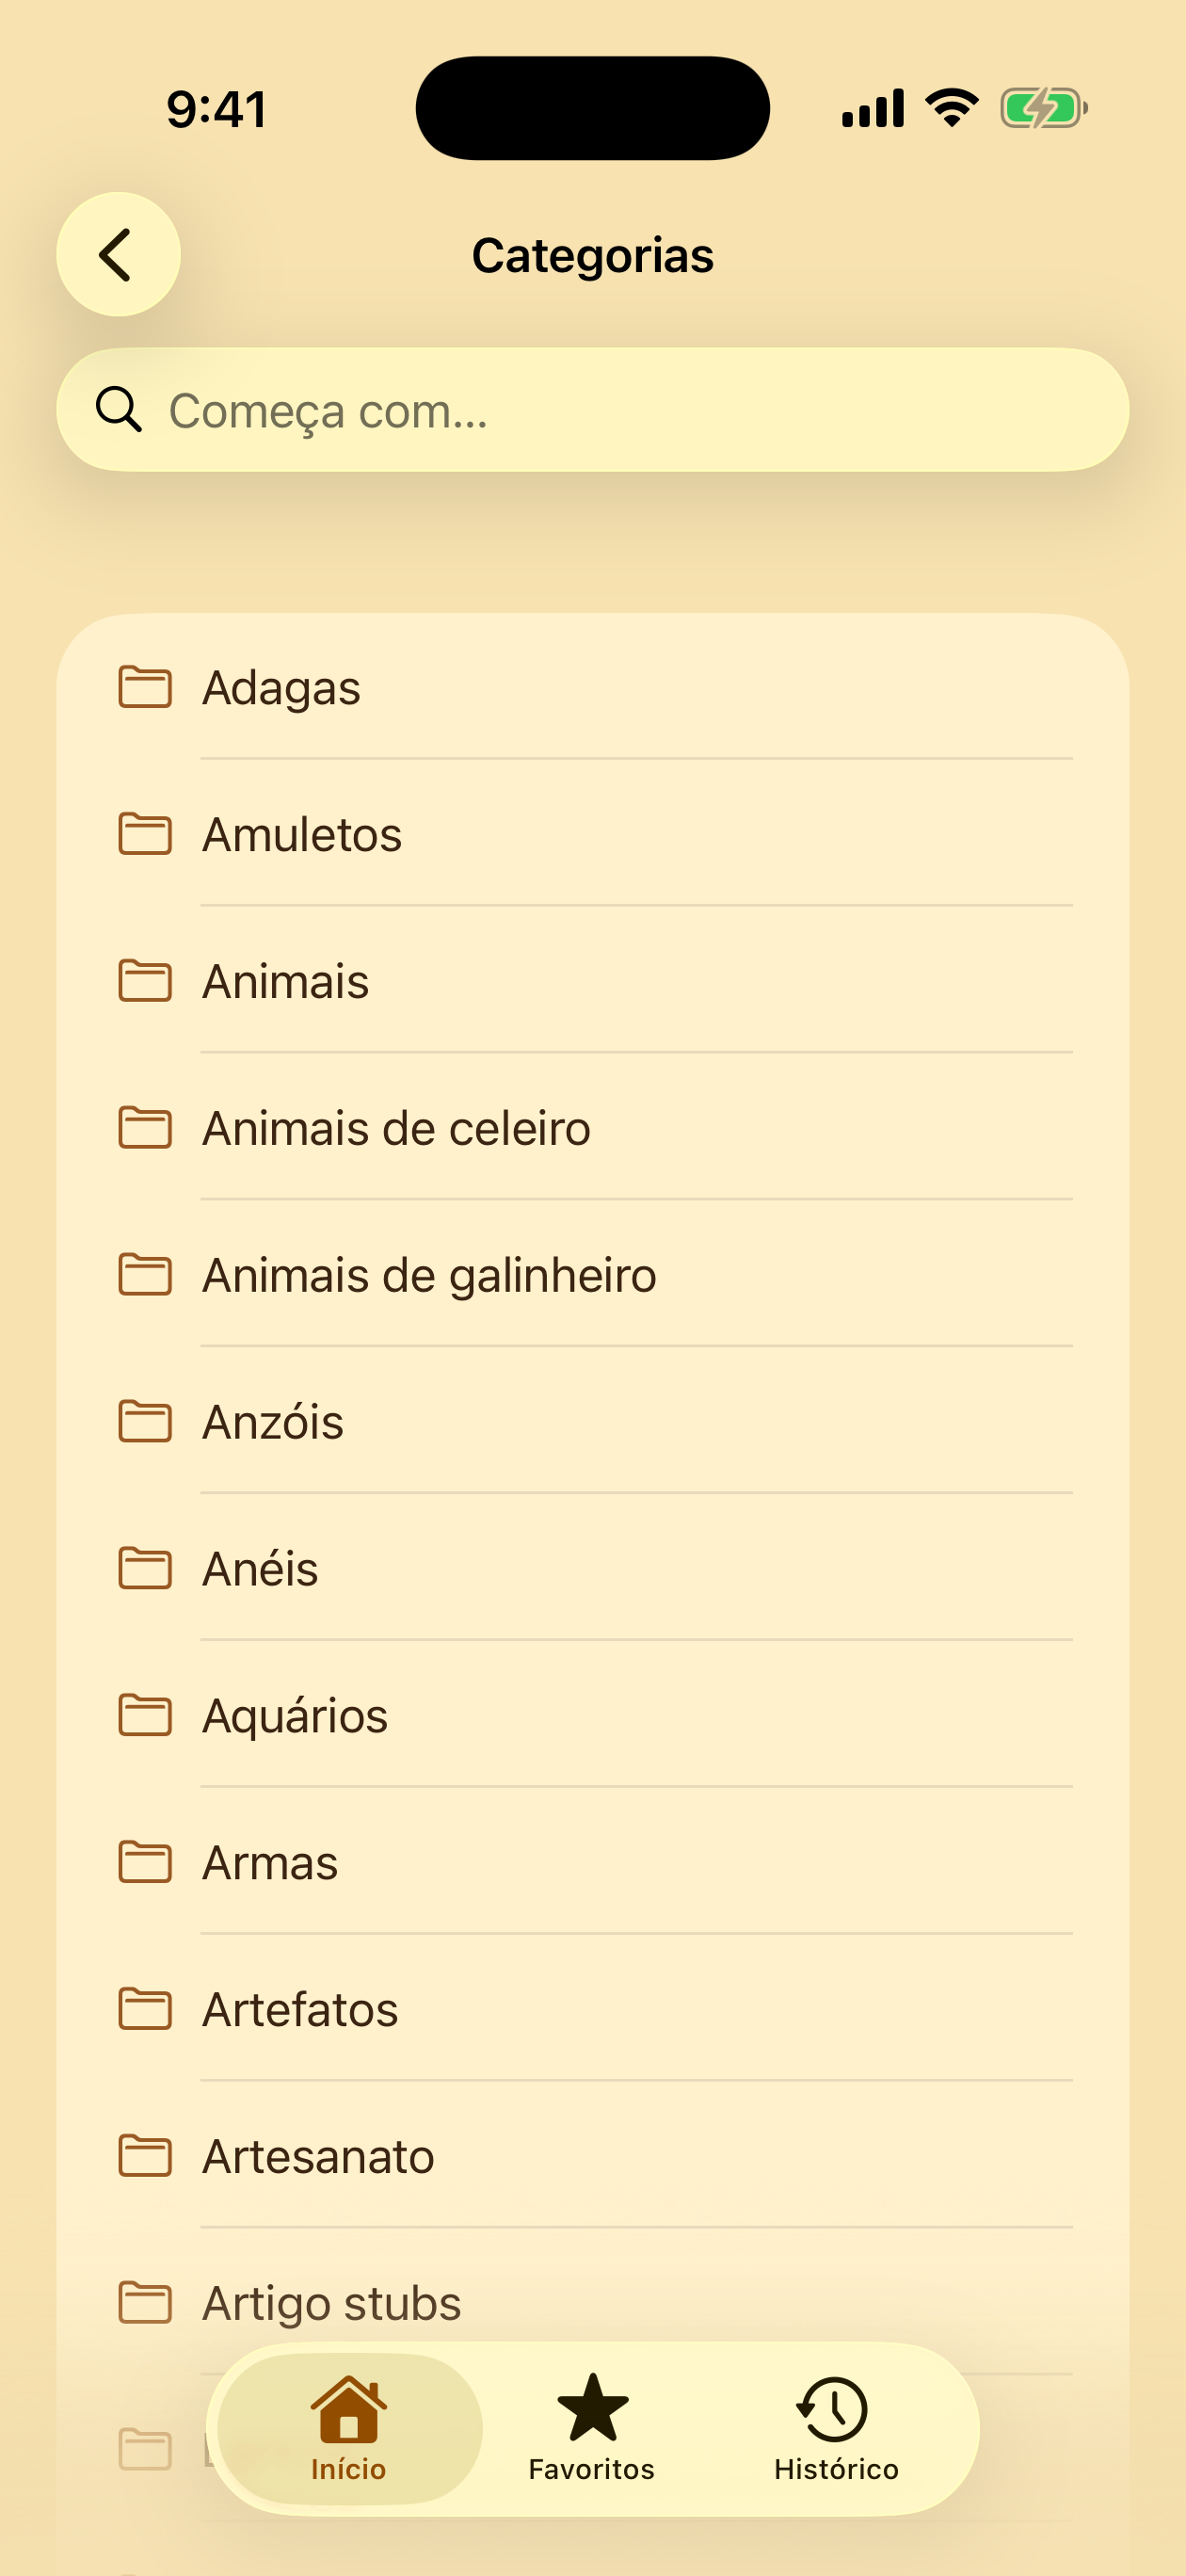 9:41
Categorias
Começa com...
Adagas
Amuletos
Animais
Animais de celeiro
Animais de galinheiro
Anzóis
Anéis
Aquários
Armas
Artefatos
Artesanato
Artigo stubs
Início
Favoritos
Histórico